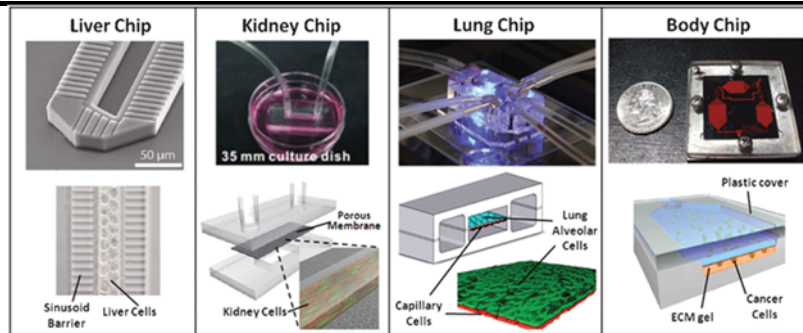 Liver Chip
Kidney Chip
Lung Chip
Body Chip
50 µm
35 mm culture dish
Sinusoid
Barrier
Liver Cells
Porous
Membrane
Kidney Cells
Lung
Alveolar
Cells
Capillary
Cells
Plastic cover
ECM gel
Cancer
Cells